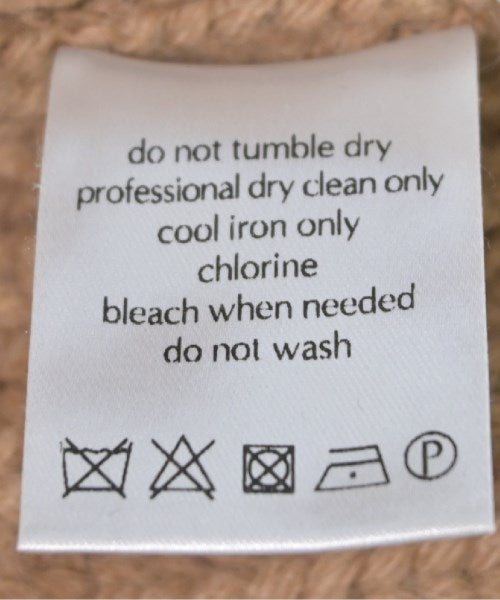 do not tumble dry
professional dry clean only
cool iron only
chlorine
bleach when needed
do not wash
P